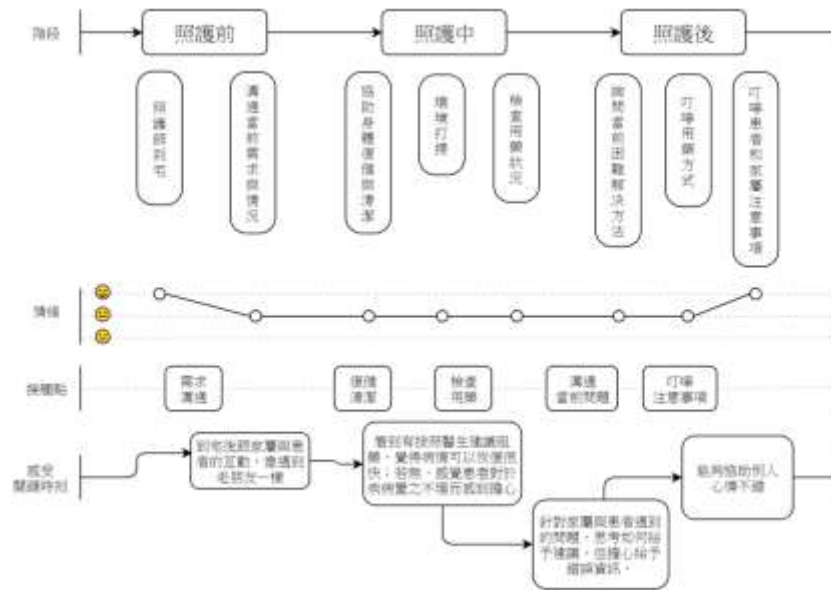 階段
照護前
照護中
照護後
照護師到宅
溝通當前需求與情況
協助身體復健與清潔
環境打掃
檢查用藥狀況
詢問當前困難解決方法
叮嚀用藥方式
叮嚀患者和家屬注意事項
情緒
接觸點
需求
溝通
復健
清潔
檢查
用藥
溝通
當前問題
叮嚀
注意事項
感受
關鍵時刻
到宅後跟家屬與患
者的互動,像遇到
老朋友一樣
看到有按照醫生建議服
藥,覺得病情可以恢復很
快;若無,感覺患者對於
疾病置之不理而感到擔心
針對家屬與患者遇到
的問題,思考如何給
予建議,但擔心給予
錯誤資訊。
能夠協助別人
心情不錯